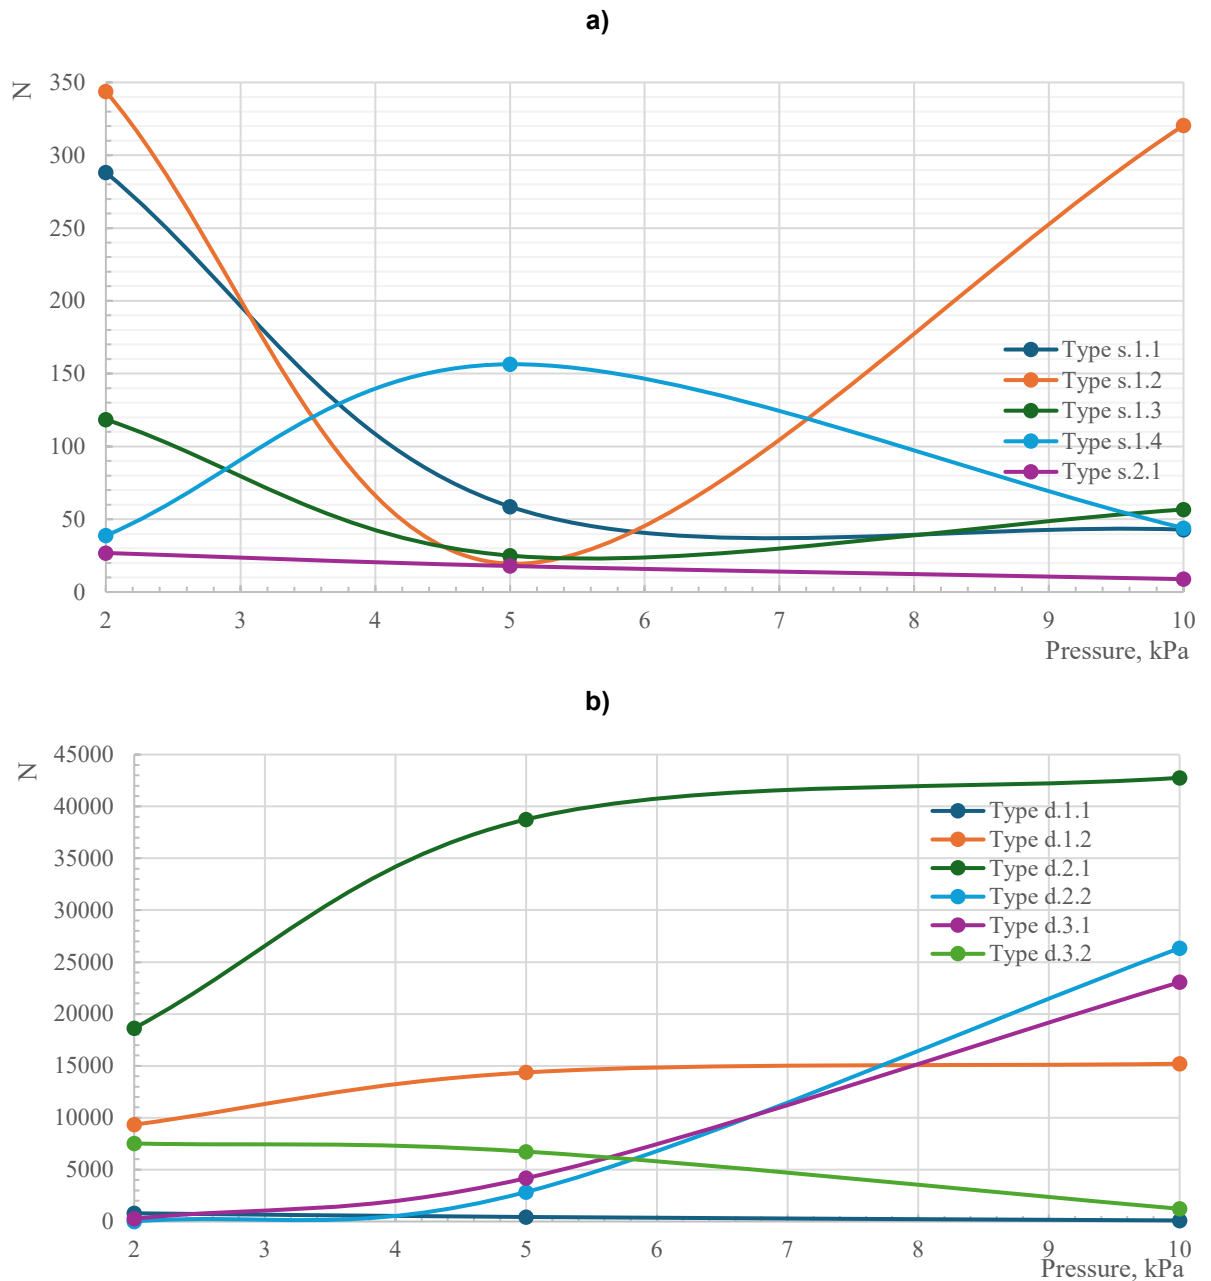 a)
N
350
300
250
200
150
100
50
0
Type s.1.1
Type s.1.2
Type s.1.3
Type s.1.4
Type s.2.1
2 3 4 5 6 7 8 9 10
Pressure, kPa
b)
N
45000
40000
35000
30000
25000
20000
15000
10000
5000
0
Type d.1.1
Type d.1.2
Type d.2.1
Type d.2.2
Type d.3.1
Type d.3.2
2 3 4 5 6 7 8 9 10
Pressure, kPa